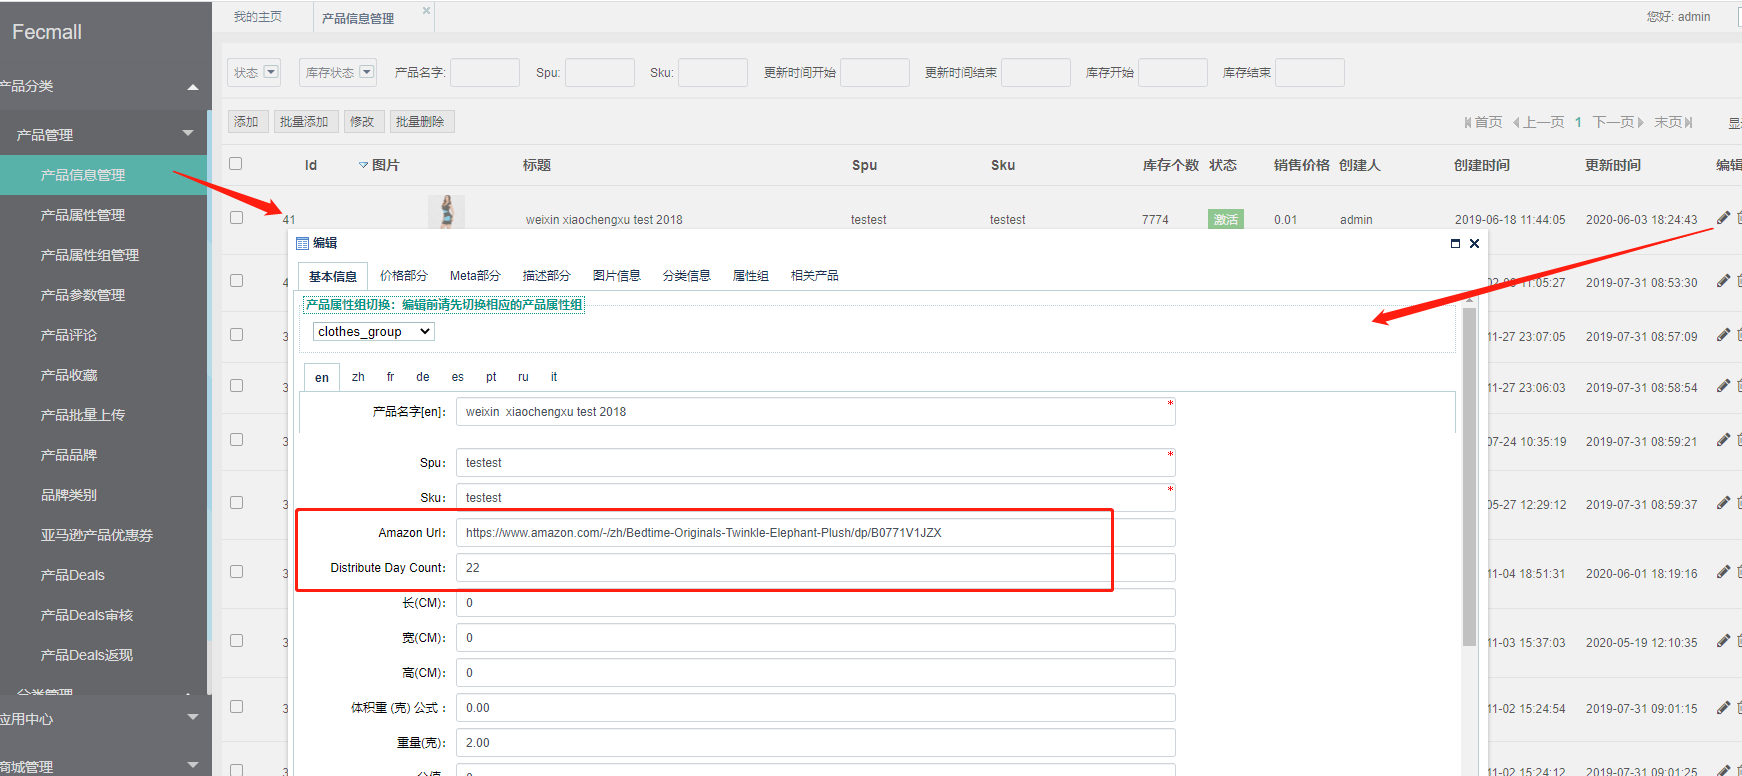 Fecmall
我的主页
产品信息管理
您好: admin
产品分类
产品管理
产品信息管理
产品属性管理
产品属性组管理
产品参数管理
产品评论
产品收藏
产品批量上传
产品品牌
品牌类别
亚马逊产品优惠券
产品Deals
产品Deals审核
产品Deals返现
分类管理
应用中心
商城管理
状态 库存状态 产品名字: Spu: Sku: 更新时间开始 更新时间结束 库存开始 库存结束
添加 批量添加 修改 批量删除
首页 上一页 1 下一页 末页
Id 图片 标题 Spu Sku 库存个数 状态 销售价格 创建人 创建时间 更新时间 编辑
41 weixin xiaochengxu test 2018 testest testest 7774 激活 0.01 admin 2019-06-18 11:44:05 2020-06-03 18:24:43
编辑
基本信息 价格部分 Meta部分 描述部分 图片信息 分类信息 属性组 相关产品
产品属性组切换：编辑前请先切换相应的产品属性组
clothes_group
en zh fr de es pt ru it
产品名字[en]： weixin xiaochengxu test 2018 *
Spu： testest *
Sku： testest *
Amazon Url： https://www.amazon.com/-/zh/Bedtime-Originals-Twinkle-Elephant-Plush/dp/B0771V1JZX
Distribute Day Count： 22
长(CM)： 0
宽(CM)： 0
高(CM)： 0
体积重 (克) 公式 ： 0.00
重量(克)： 2.00
11:05:27 2019-07-31 08:53:30
11-27 23:07:05 2019-07-31 08:57:09
11-27 23:06:03 2019-07-31 08:58:54
07-24 10:35:19 2019-07-31 08:59:21
05-27 12:29:12 2019-07-31 08:59:37
11-04 18:51:31 2020-06-01 18:19:16
11-03 15:37:03 2020-05-19 12:10:35
11-02 15:24:54 2019-07-31 09:01:15
11-02 15:24:12 2019-07-31 09:01:25